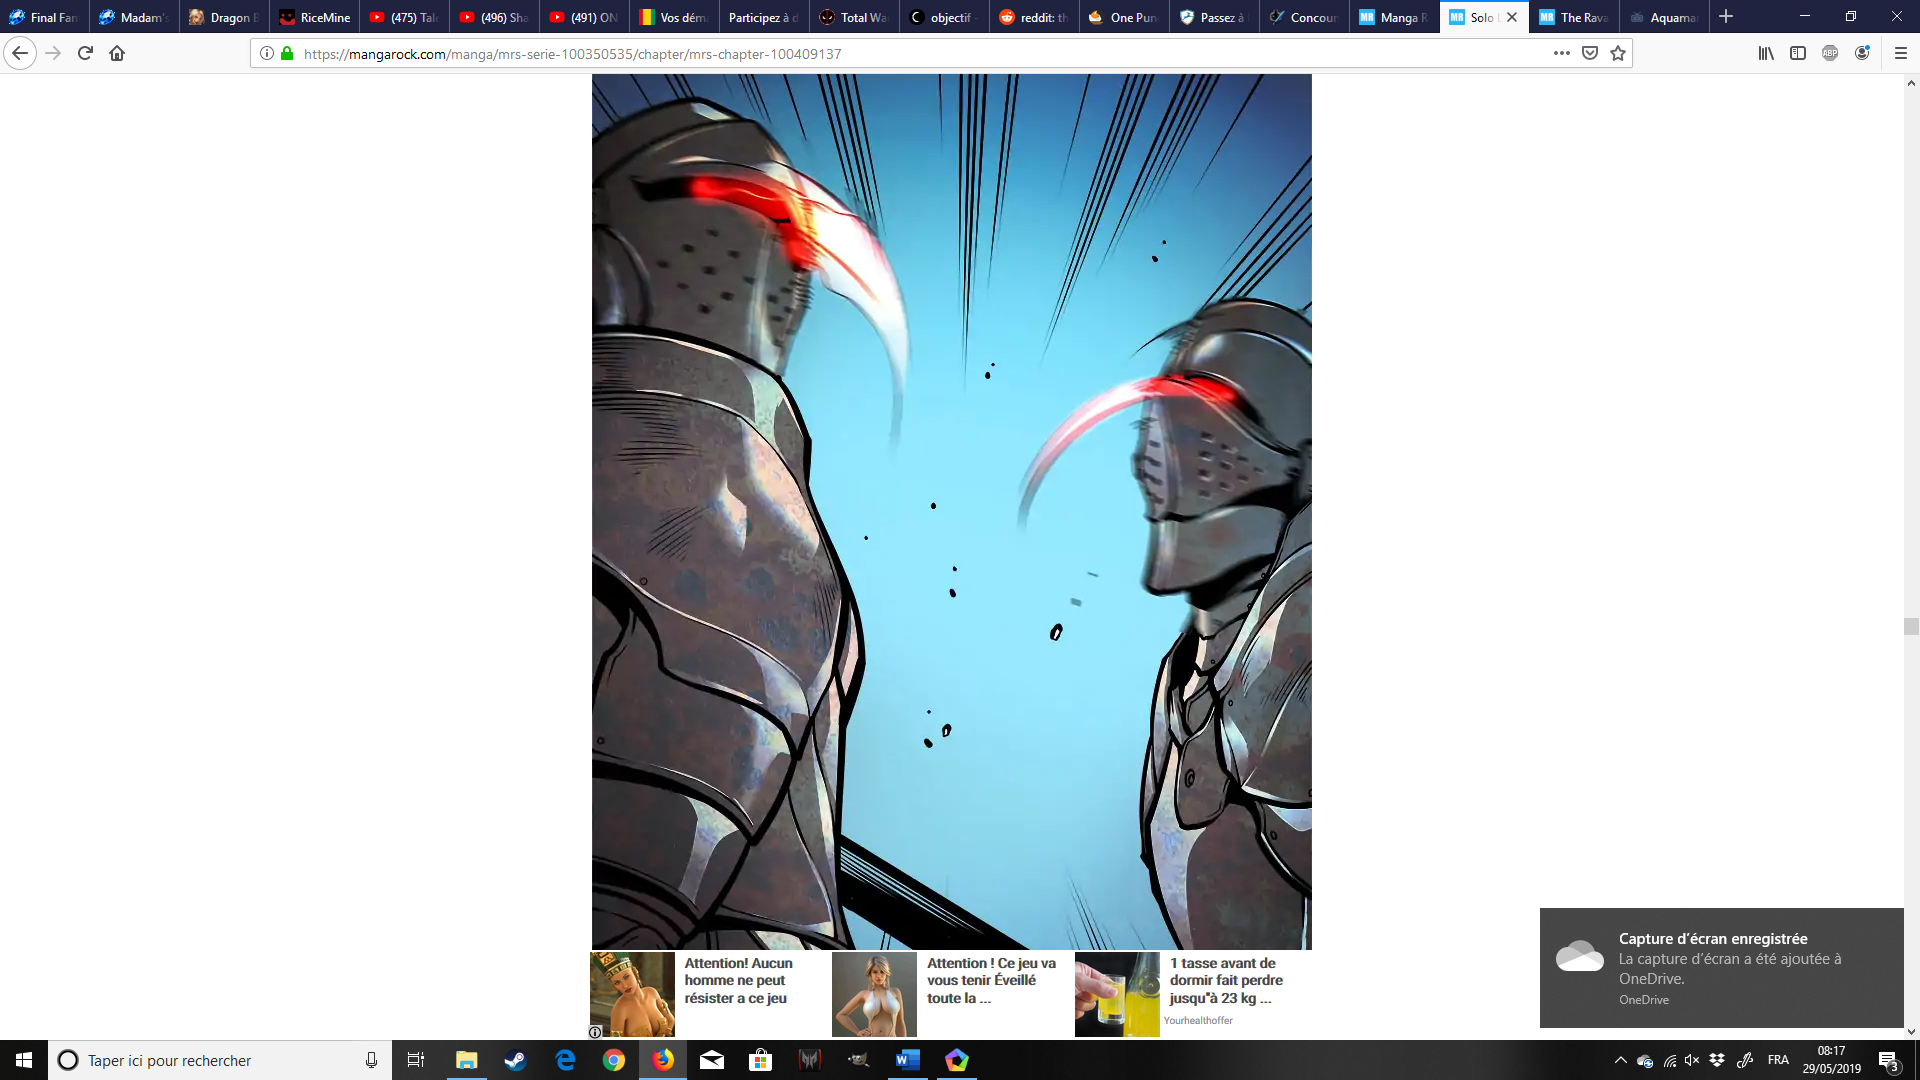 Final Fan
Madam's
Dragon B
RiceMine
(475) Tal
(496) Sha
(491) ON
Vos dém
Participez à d
Total Wa
objectif
reddit: th
One Pun
Passez à
Concour
Manga R
Solo
The Rava
Aquamar
https://mangarock.com/manga/mrs-serie-100350535/chapter/mrs-chapter-100409137
ABP
Attention! Aucun
homme ne peut
résister a ce jeu
Attention ! Ce jeu va
vous tenir Éveillé
toute la ...
1 tasse avant de
dormir fait perdre
jusqu"à 23 kg ...
Yourhealthoffer
Capture d'écran enregistrée
La capture d'écran a été ajoutée à
OneDrive.
OneDrive
Taper ici pour rechercher
FRA
08:17
29/05/2019
3